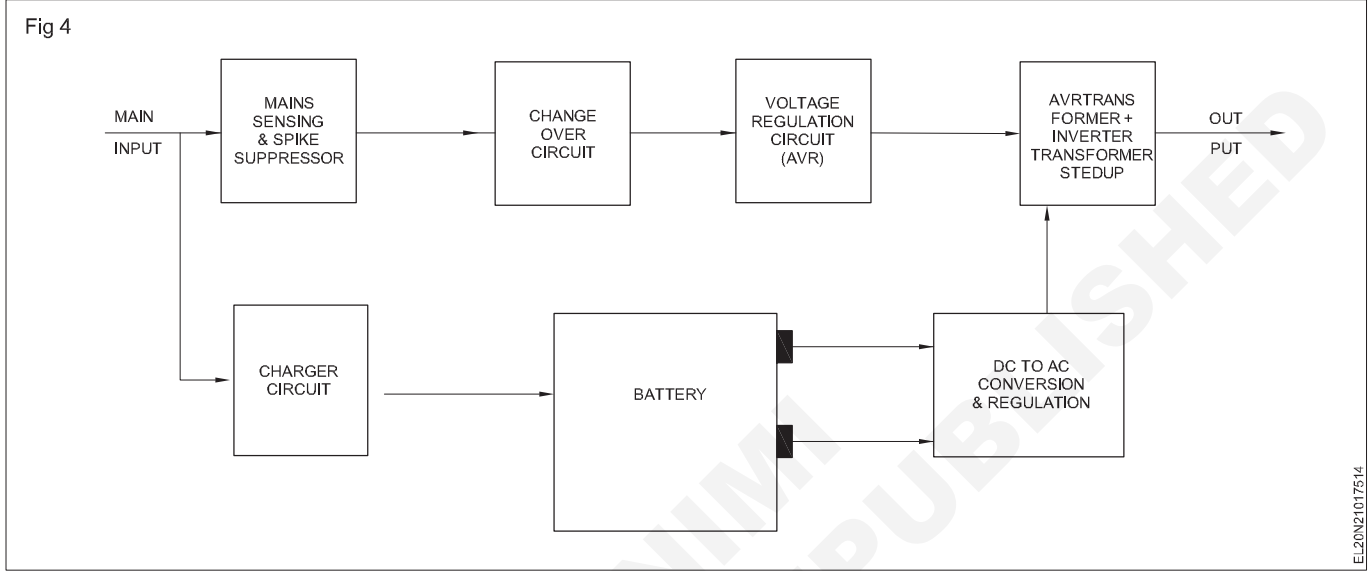 Fig 4
MAIN
INPUT
MAINS
SENSING
& SPIKE
SUPPRESSOR
CHANGE
OVER
CIRCUIT
VOLTAGE
REGULATION
CIRCUIT
(AVR)
AVRTRANS
FORMER +
INVERTER
TRANSFORMER
STEDUP
OUT
PUT
CHARGER
CIRCUIT
BATTERY
DC TO AC
CONVERSION
& REGULATION
EL20N21017514